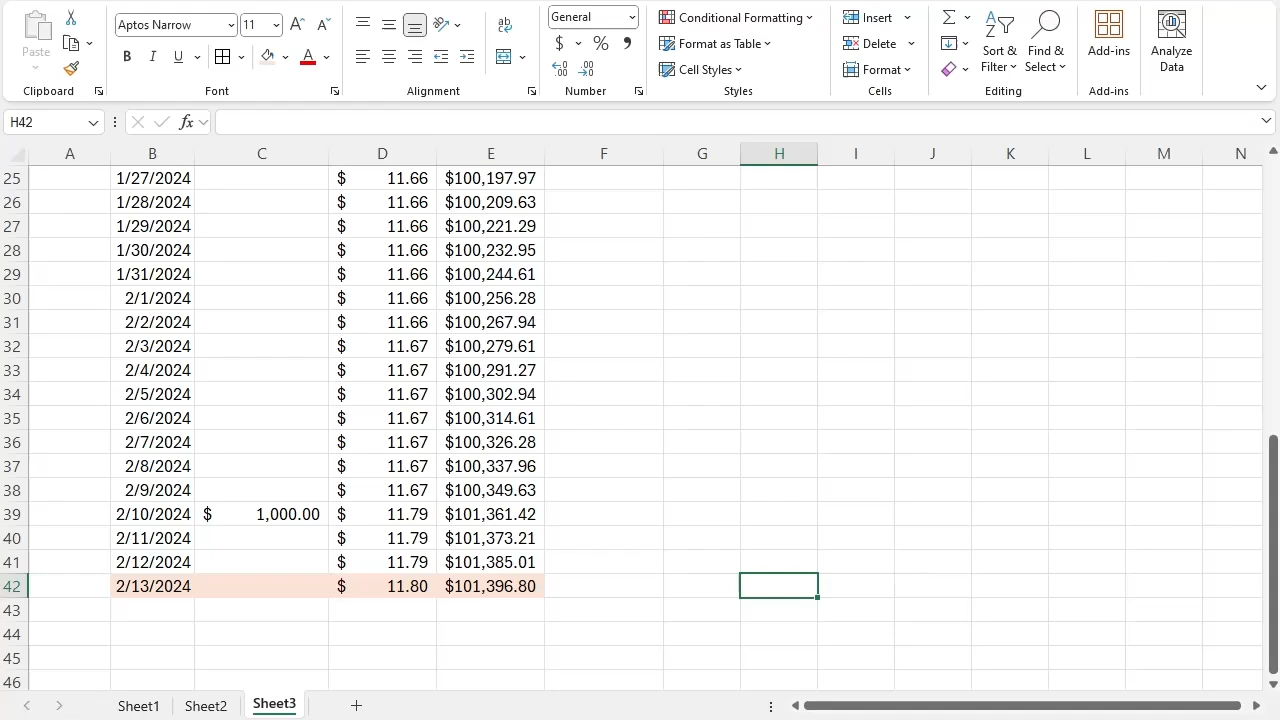 Paste
Clipboard
Aptos Narrow 11 A A
B I U A
Font
ab
Alignment
General
$ % 9
Number
Conditional Formatting
Format as Table
Cell Styles
Styles
Insert
Delete
Format
Cells
Sort &
Filter
Find &
Select
Editing
Add-ins
Add-ins
Analyze
Data
H42 fx
A B C D E F G H I J K L M N
25 1/27/2024 $ 11.66 $100,197.97
26 1/28/2024 $ 11.66 $100,209.63
27 1/29/2024 $ 11.66 $100,221.29
28 1/30/2024 $ 11.66 $100,232.95
29 1/31/2024 $ 11.66 $100,244.61
30 2/1/2024 $ 11.66 $100,256.28
31 2/2/2024 $ 11.66 $100,267.94
32 2/3/2024 $ 11.67 $100,279.61
33 2/4/2024 $ 11.67 $100,291.27
34 2/5/2024 $ 11.67 $100,302.94
35 2/6/2024 $ 11.67 $100,314.61
36 2/7/2024 $ 11.67 $100,326.28
37 2/8/2024 $ 11.67 $100,337.96
38 2/9/2024 $ 11.67 $100,349.63
39 2/10/2024 $ 1,000.00 $ 11.79 $101,361.42
40 2/11/2024 $ 11.79 $101,373.21
41 2/12/2024 $ 11.79 $101,385.01
42 2/13/2024 $ 11.80 $101,396.80
43
44
45
46
Sheet1 Sheet2 Sheet3 +